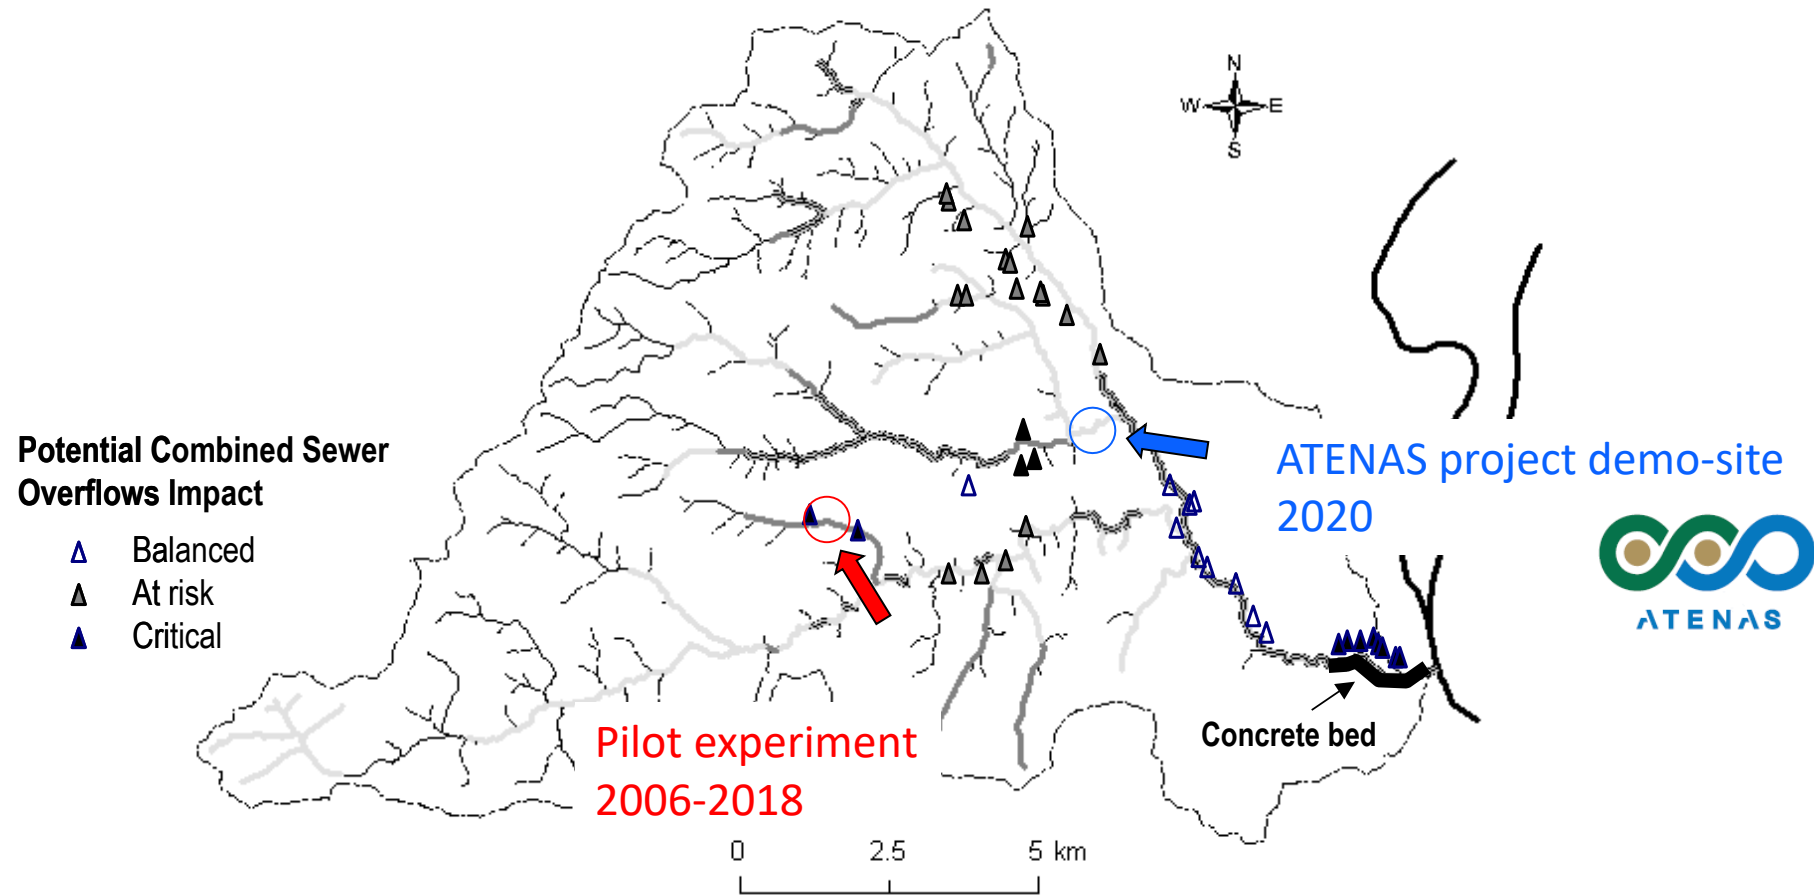 N
W E
S
Potential Combined Sewer
Overflows Impact
Balanced
At risk
Critical
ATENAS project demo-site
2020
ATENAS
Concrete bed
Pilot experiment
2006-2018
0 2.5 5 km